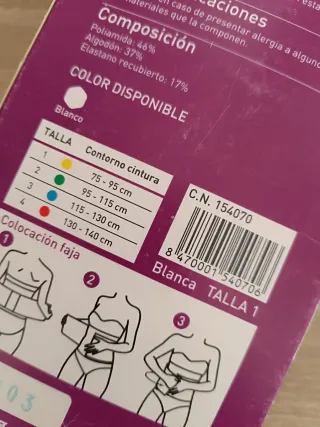 caciones
en caso de presentar alergia a alguno
materiales que la componen.
Composición
Poliamida: 46%
Algodón: 37%
Elastano recubierto: 17%
COLOR DISPONIBLE
Blanco
TALLA Contorno cintura
1 75 - 95 cm
2 95 - 115 cm
3 115 - 130 cm
4 130 - 140 cm
C.N. 154070
8 470001 540706
Blanca TALLA 1
Colocación faja
1
2
3
03